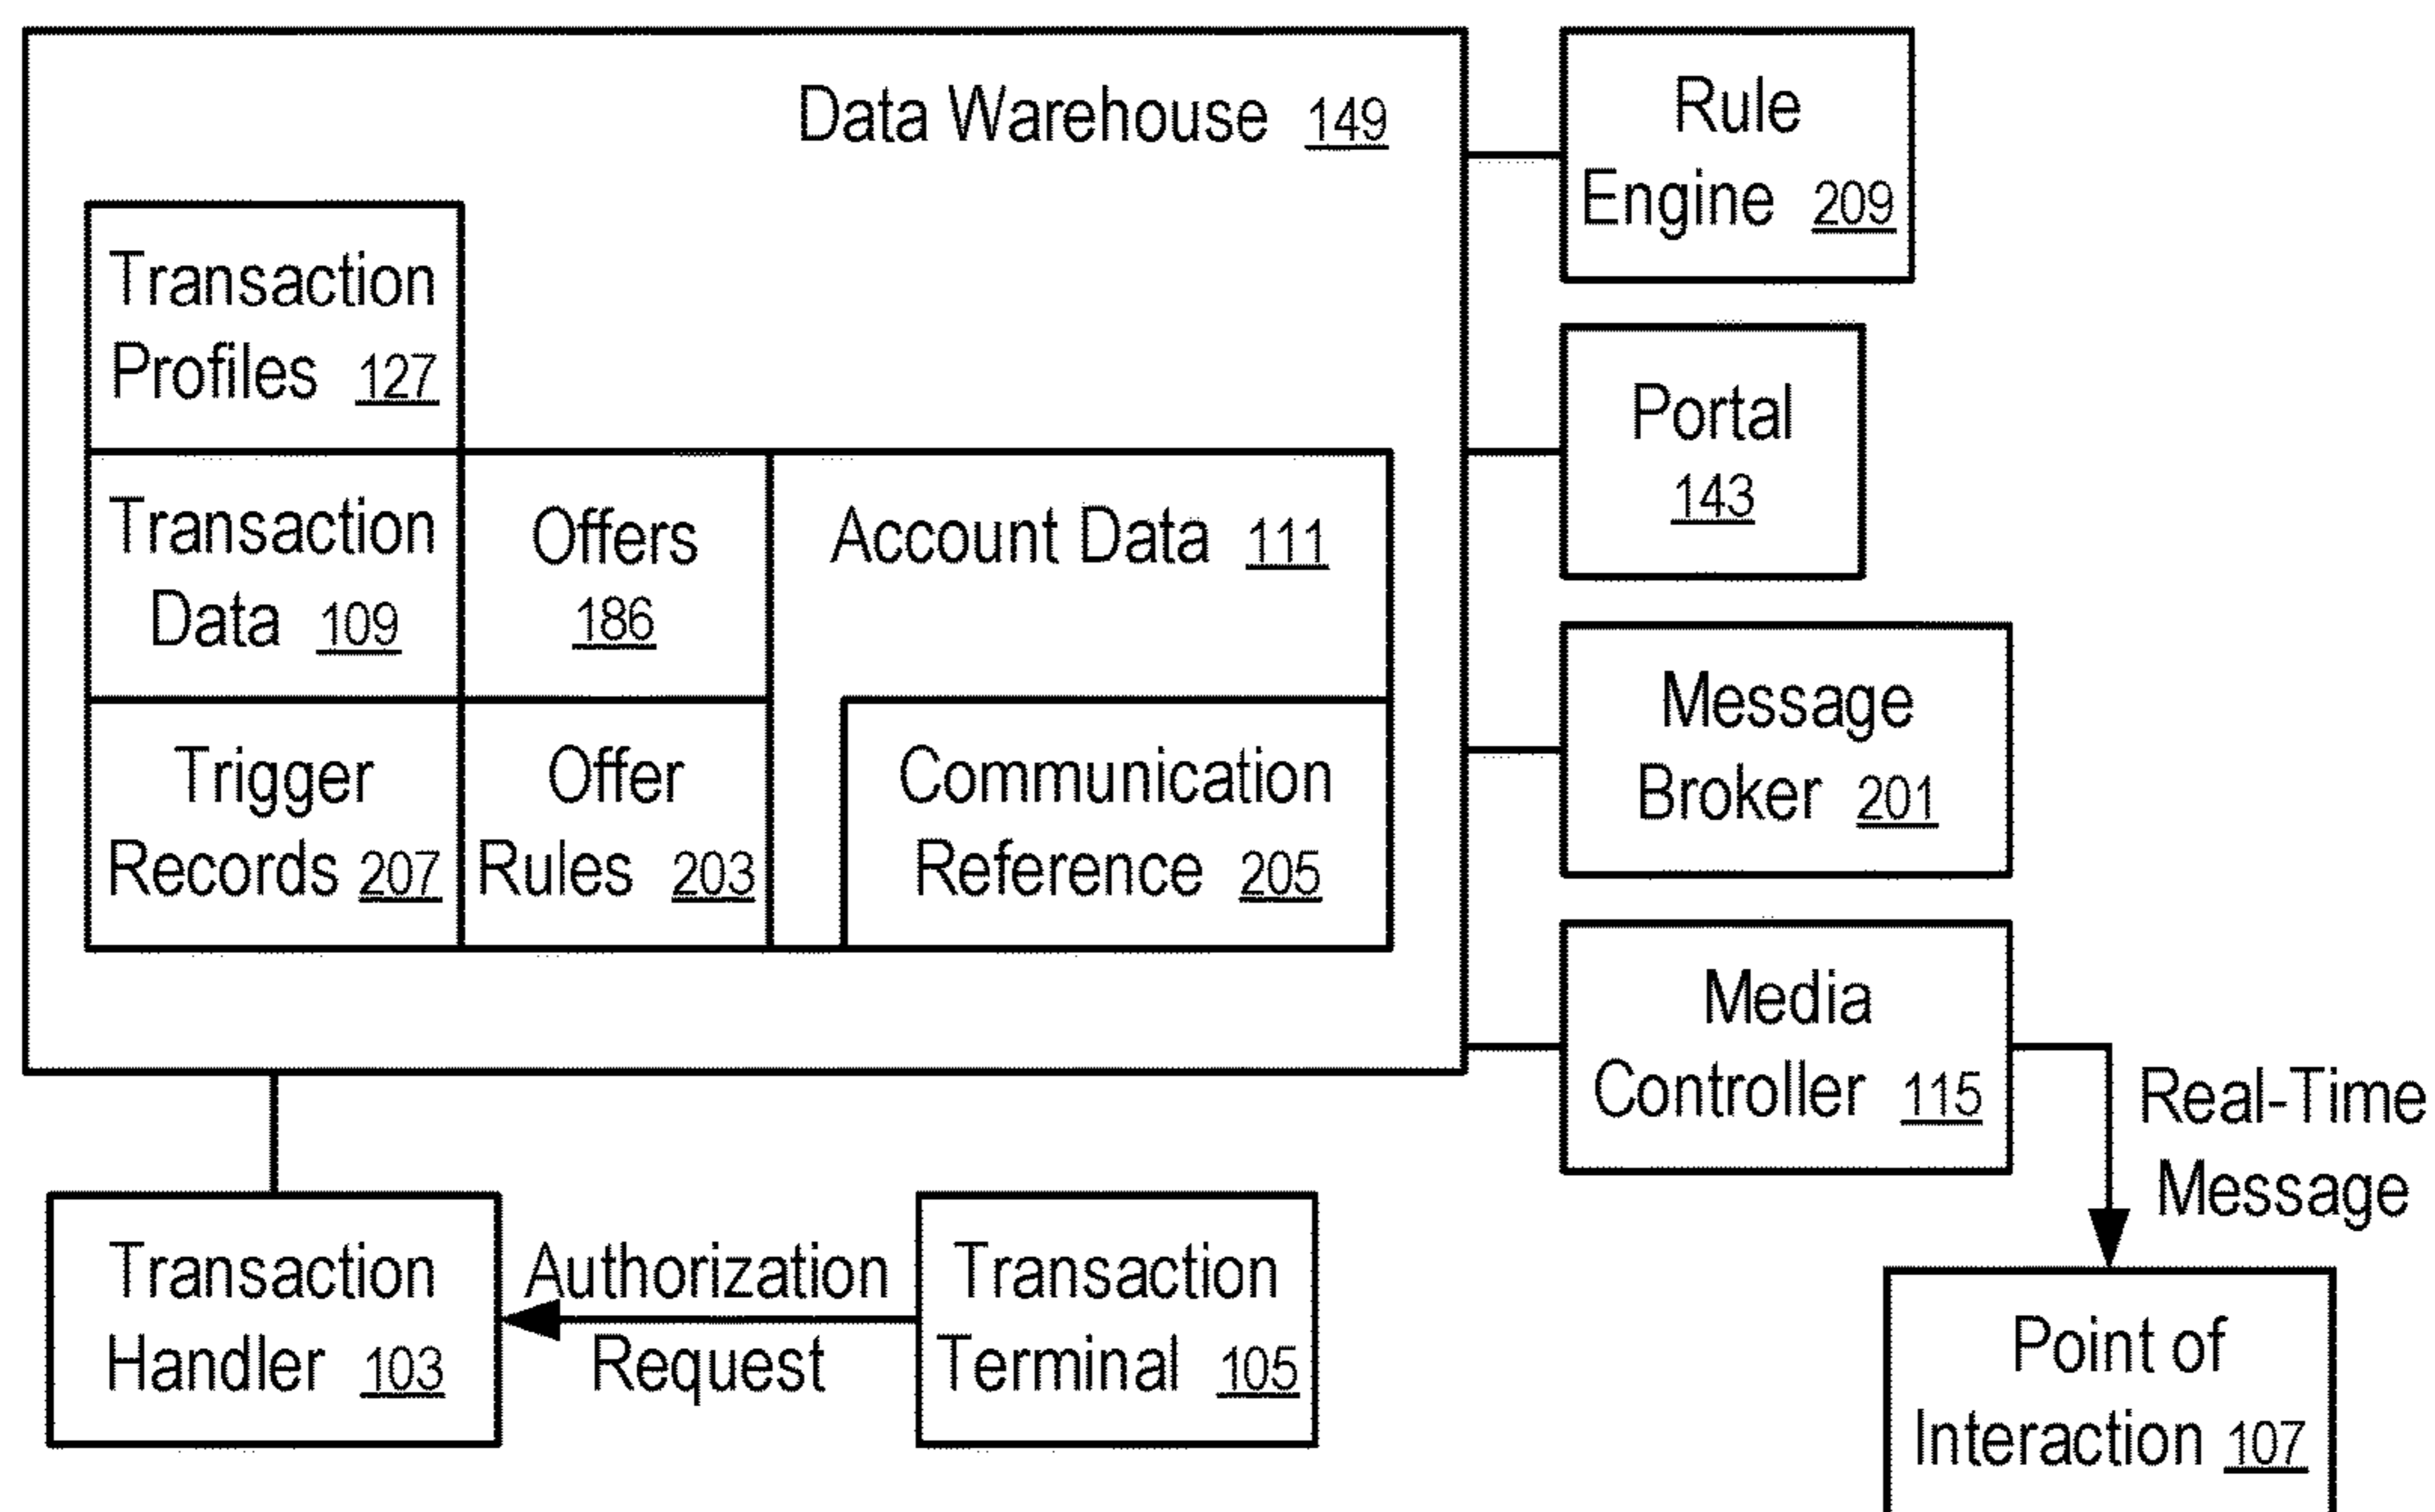 Data Warehouse 149
Transaction
Profiles 127
Transaction
Data 109
Offers
186
Account Data 111
Trigger
Records 207
Offer
Rules 203
Communication
Reference 205
Rule
Engine 209
Portal
143
Message
Broker 201
Media
Controller 115
Real-Time
Message
Transaction
Handler 103
Authorization
Request
Transaction
Terminal 105
Point of
Interaction 107